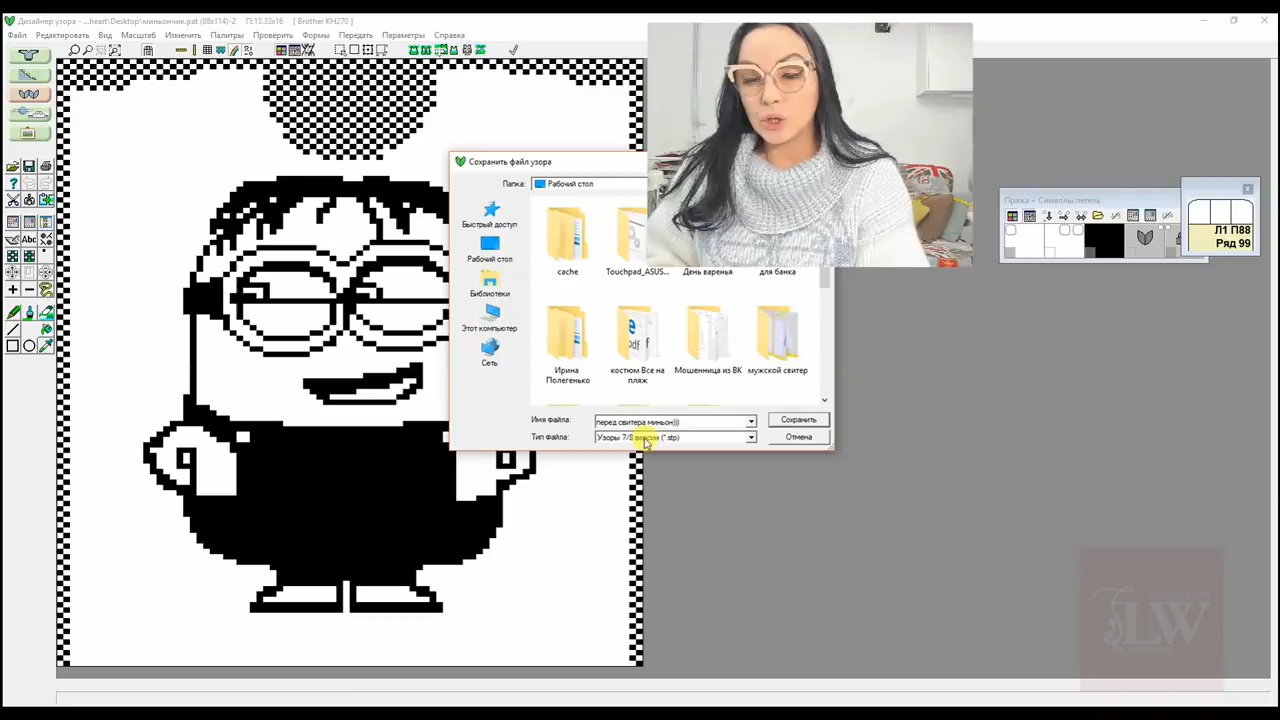 Дизайнер узора - ...heart\Desktop\миньончик.pat (88x114)-2 П:13.33x16 [ Brother KH270 ]
Файл Редактировать Вид Масштаб Изменить Палитры Проверить Формы Передать Параметры Справка
Сохранить файл узора
Папка: Рабочий стол
Быстрый доступ
Рабочий стол
Библиотеки
Этот компьютер
Сеть
cache Touchpad_ASUS... День варенья для банка
Ирина Полегенько
костюм Все на пляж
Мошенница из ВК
мужской свитер
Имя файла: перед свитера миньон))) Сохранить
Тип файла: Узоры 7/8 версии (*.stp) Отмена
Пряжа - Символы петель
Л1 П88
Ряд 99
Abc
LW